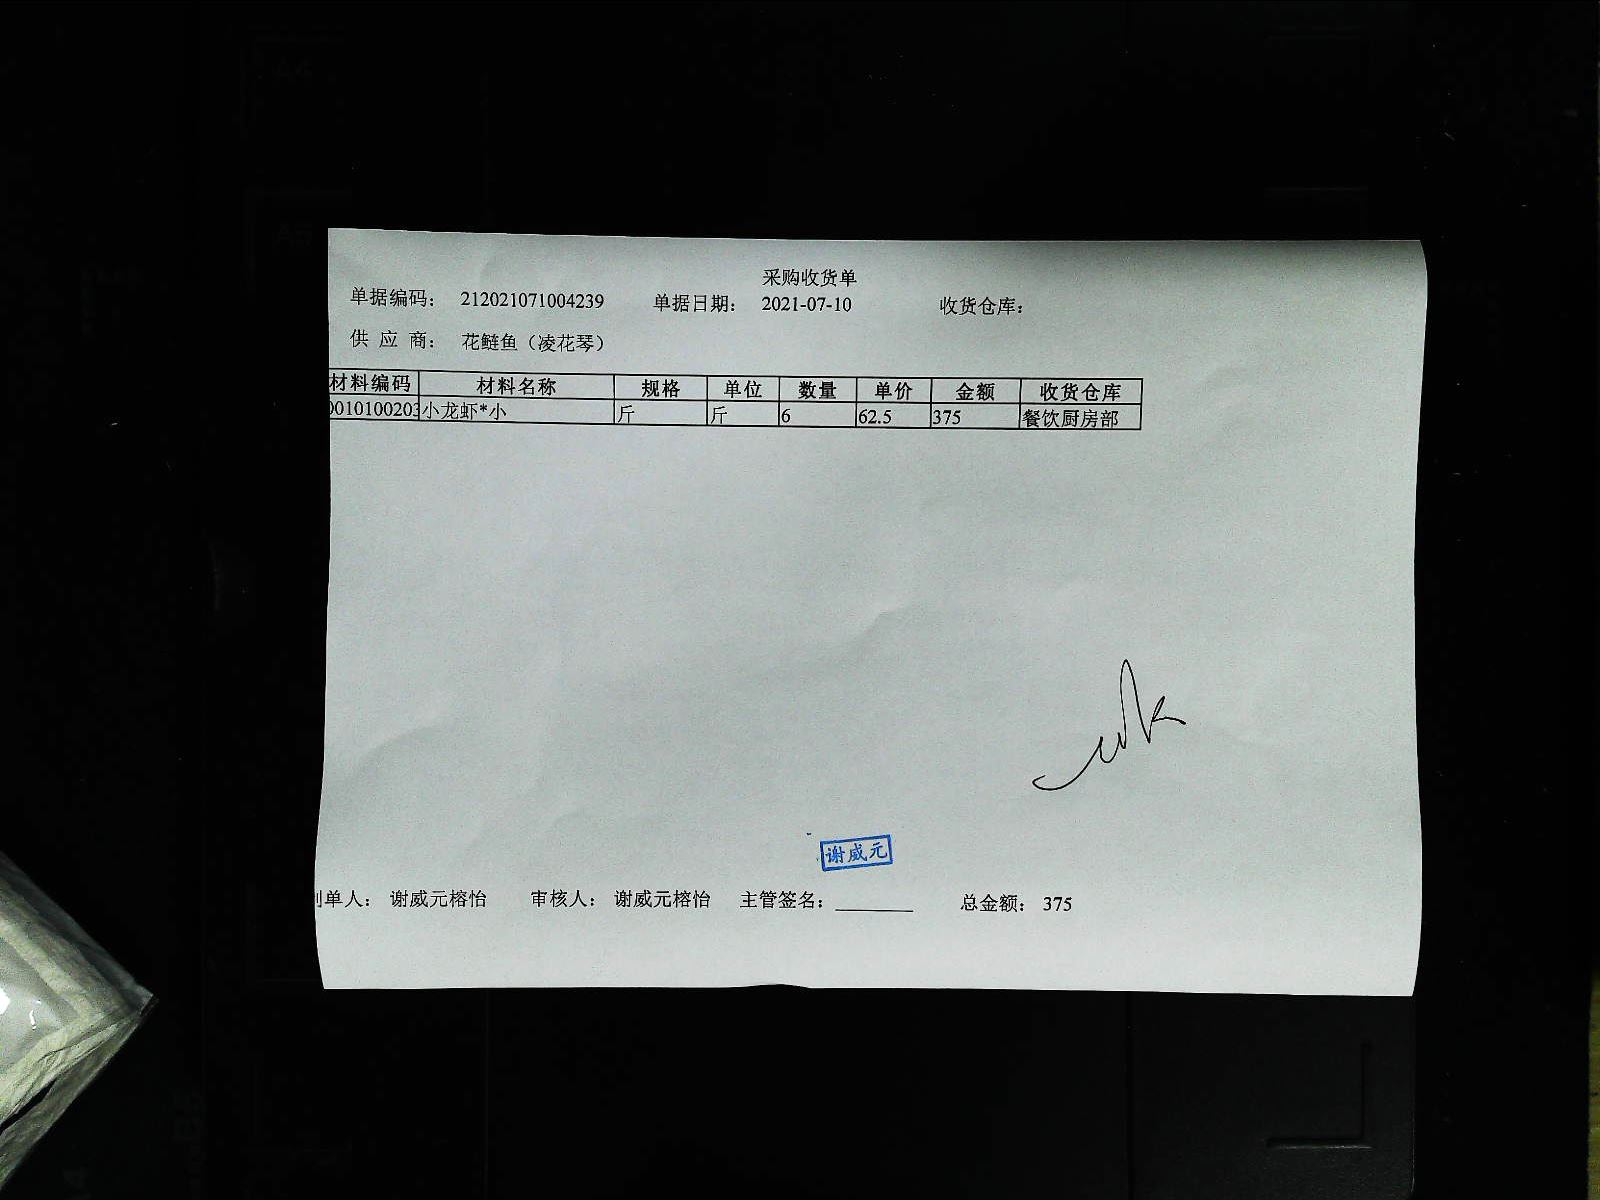 采购收货单
单据编码： 212021071004239 单据日期： 2021-07-10 收货仓库：
供 应 商： 花鲢鱼（凌花琴）
材料编码 材料名称 规格 单位 数量 单价 金额 收货仓库
0010100203 小龙虾*小 斤 斤 6 62.5 375 餐饮厨房部
谢威元
制单人： 谢威元榕怡 审核人： 谢威元榕怡 主管签名： 总金额： 375